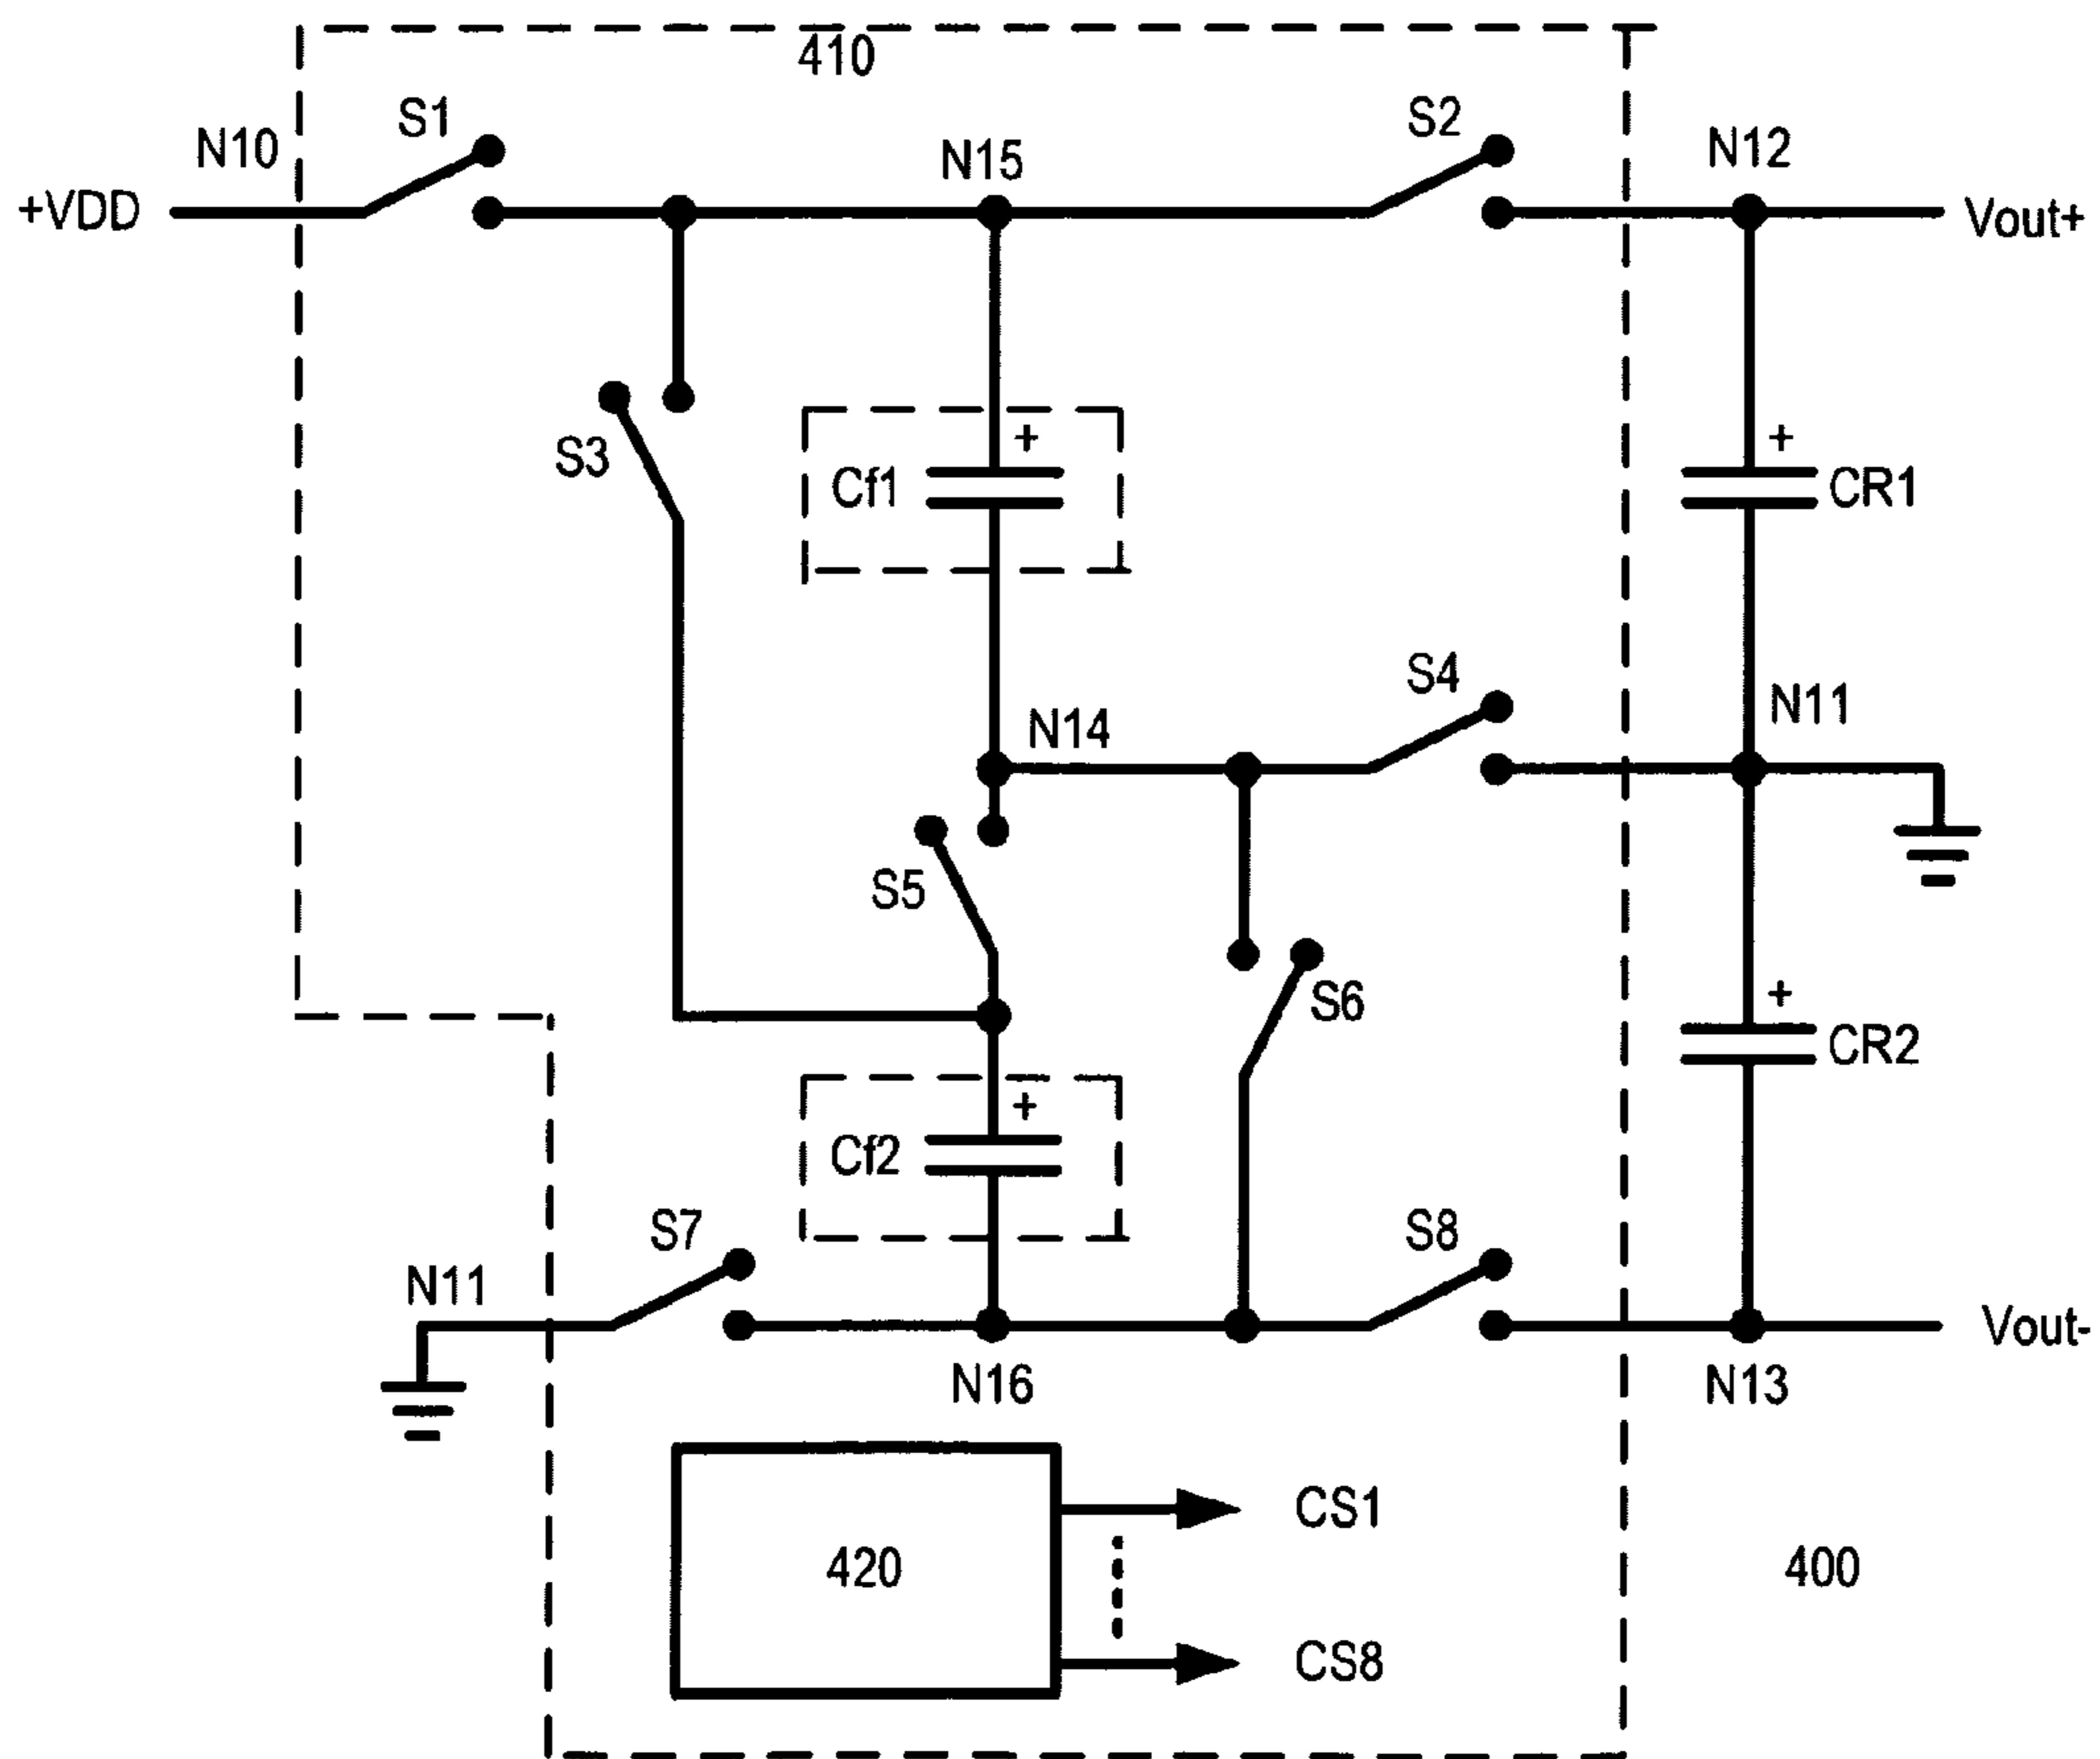 410
S1
S2
N10
N15
N12
+VDD
Vout+
S3
+
Cf1
+
CR1
S4
N14
N11
S5
S6
+
CR2
+
Cf2
S7
S8
N11
Vout-
N16
N13
CS1
420
400
CS8